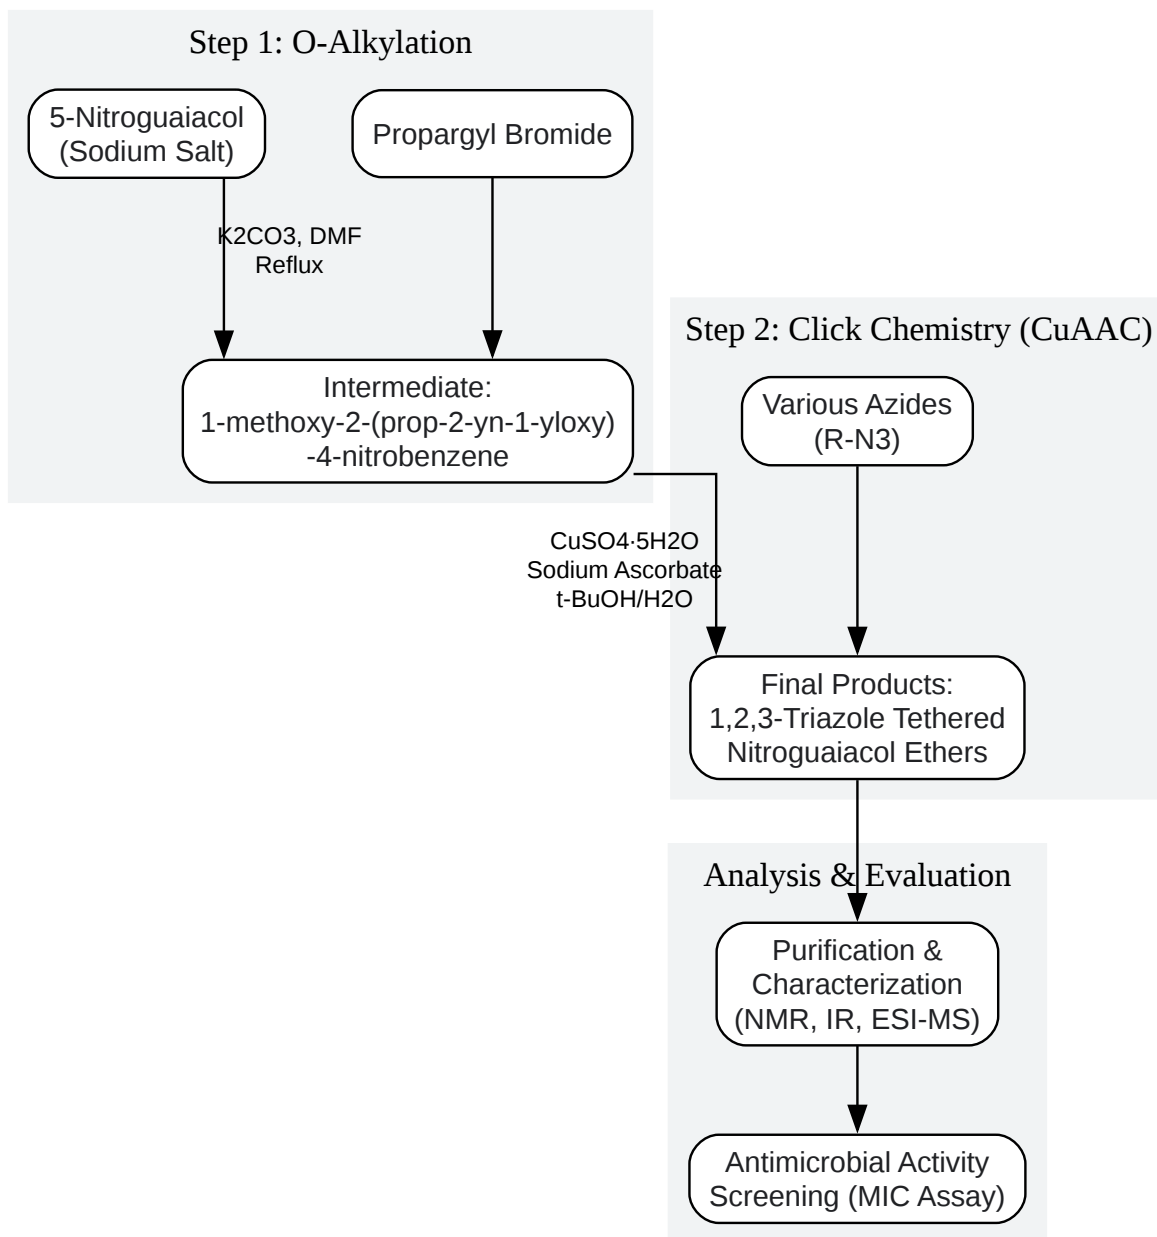 Step 1: O-Alkylation
5-Nitroguaiacol
(Sodium Salt)
Propargyl Bromide
K2CO3, DMF
Reflux
Intermediate:
1-methoxy-2-(prop-2-yn-1-yloxy)
-4-nitrobenzene
Step 2: Click Chemistry (CuAAC)
Various Azides
(R-N3)
CuSO4·5H2O
Sodium Ascorbate
t-BuOH/H2O
Final Products:
1,2,3-Triazole Tethered
Nitroguaiacol Ethers
Analysis & Evaluation
Purification &
Characterization
(NMR, IR, ESI-MS)
Antimicrobial Activity
Screening (MIC Assay)